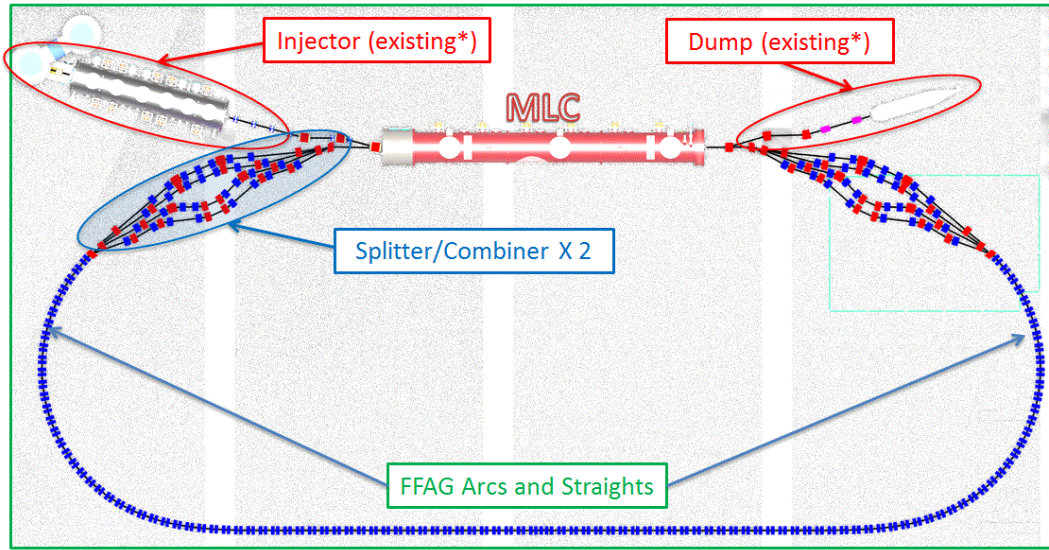 Injector (existing*)
Dump (existing*)
MLC
Splitter/Combiner X 2
FFAG Arcs and Straights